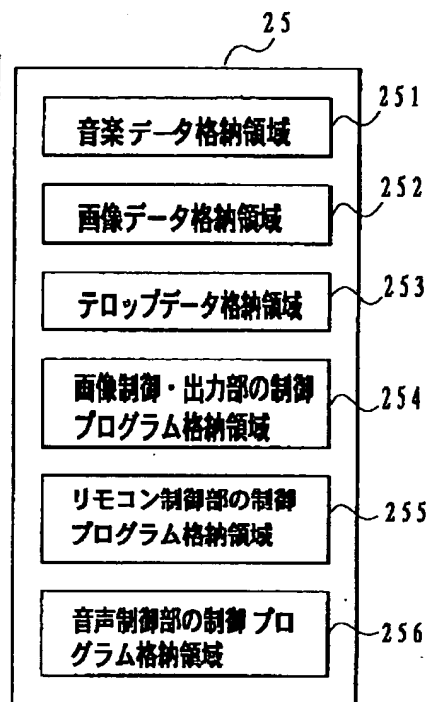 25
音楽データ格納領域
251
画像データ格納領域
252
テロップデータ格納領域
253
画像制御・出力部の制御
プログラム格納領域
254
リモコン制御部の制御
プログラム格納領域
255
音声制御部の制御 プロ
グラム格納領域
256